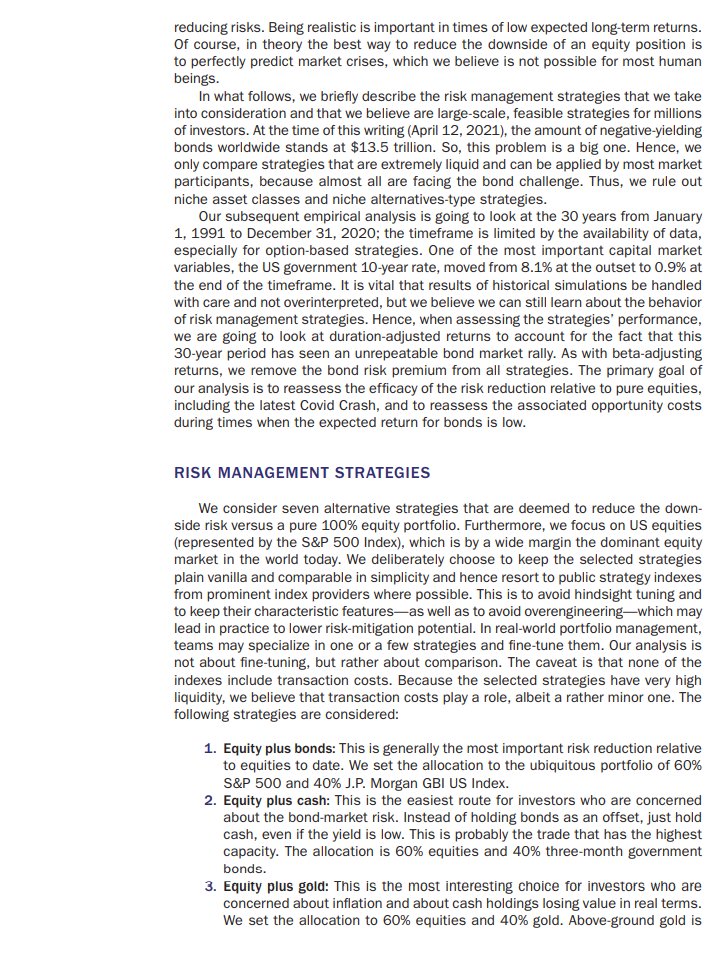 reducing risks. Being realistic is important in times of low expected long-term returns.
Of course, in theory the best way to reduce the downside of an equity position is
to perfectly predict market crises, which we believe is not possible for most human
beings.
In what follows, we briefly describe the risk management strategies that we take
into consideration and that we believe are large-scale, feasible strategies for millions
of investors. At the time of this writing (April 12, 2021), the amount of negative-yielding
bonds worldwide stands at $13.5 trillion. So, this problem is a big one. Hence, we
only compare strategies that are extremely liquid and can be applied by most market
participants, because almost all are facing the bond challenge. Thus, we rule out
niche asset classes and niche alternatives-type strategies.
Our subsequent empirical analysis is going to look at the 30 years from January
1, 1991 to December 31, 2020; the timeframe is limited by the availability of data,
especially for option-based strategies. One of the most important capital market
variables, the US government 10-year rate, moved from 8.1% at the outset to 0.9% at
the end of the timeframe. It is vital that results of historical simulations be handled
with care and not overinterpreted, but we believe we can still learn about the behavior
of risk management strategies. Hence, when assessing the strategies' performance,
we are going to look at duration-adjusted returns to account for the fact that this
30-year period has seen an unrepeatable bond market rally. As with beta-adjusting
returns, we remove the bond risk premium from all strategies. The primary goal of
our analysis is to reassess the efficacy of the risk reduction relative to pure equities,
including the latest Covid Crash, and to reassess the associated opportunity costs
during times when the expected return for bonds is low.
RISK MANAGEMENT STRATEGIES
We consider seven alternative strategies that are deemed to reduce the down-
side risk versus a pure 100% equity portfolio. Furthermore, we focus on US equities
(represented by the S&P 500 Index), which is by a wide margin the dominant equity
market in the world today. We deliberately choose to keep the selected strategies
plain vanilla and comparable in simplicity and hence resort to public strategy indexes
from prominent index providers where possible. This is to avoid hindsight tuning and
to keep their characteristic features—as well as to avoid overengineering—which may
lead in practice to lower risk-mitigation potential. In real-world portfolio management,
teams may specialize in one or a few strategies and fine-tune them. Our analysis is
not about fine-tuning, but rather about comparison. The caveat is that none of the
indexes include transaction costs. Because the selected strategies have very high
liquidity, we believe that transaction costs play a role, albeit a rather minor one. The
following strategies are considered:
1. Equity plus bonds: This is generally the most important risk reduction relative
to equities to date. We set the allocation to the ubiquitous portfolio of 60%
S&P 500 and 40% J.P. Morgan GBI US Index.
2. Equity plus cash: This is the easiest route for investors who are concerned
about the bond-market risk. Instead of holding bonds as an offset, just hold
cash, even if the yield is low. This is probably the trade that has the highest
capacity. The allocation is 60% equities and 40% three-month government
bonds.
3. Equity plus gold: This is the most interesting choice for investors who are
concerned about inflation and about cash holdings losing value in real terms.
We set the allocation to 60% equities and 40% gold. Above-ground gold is